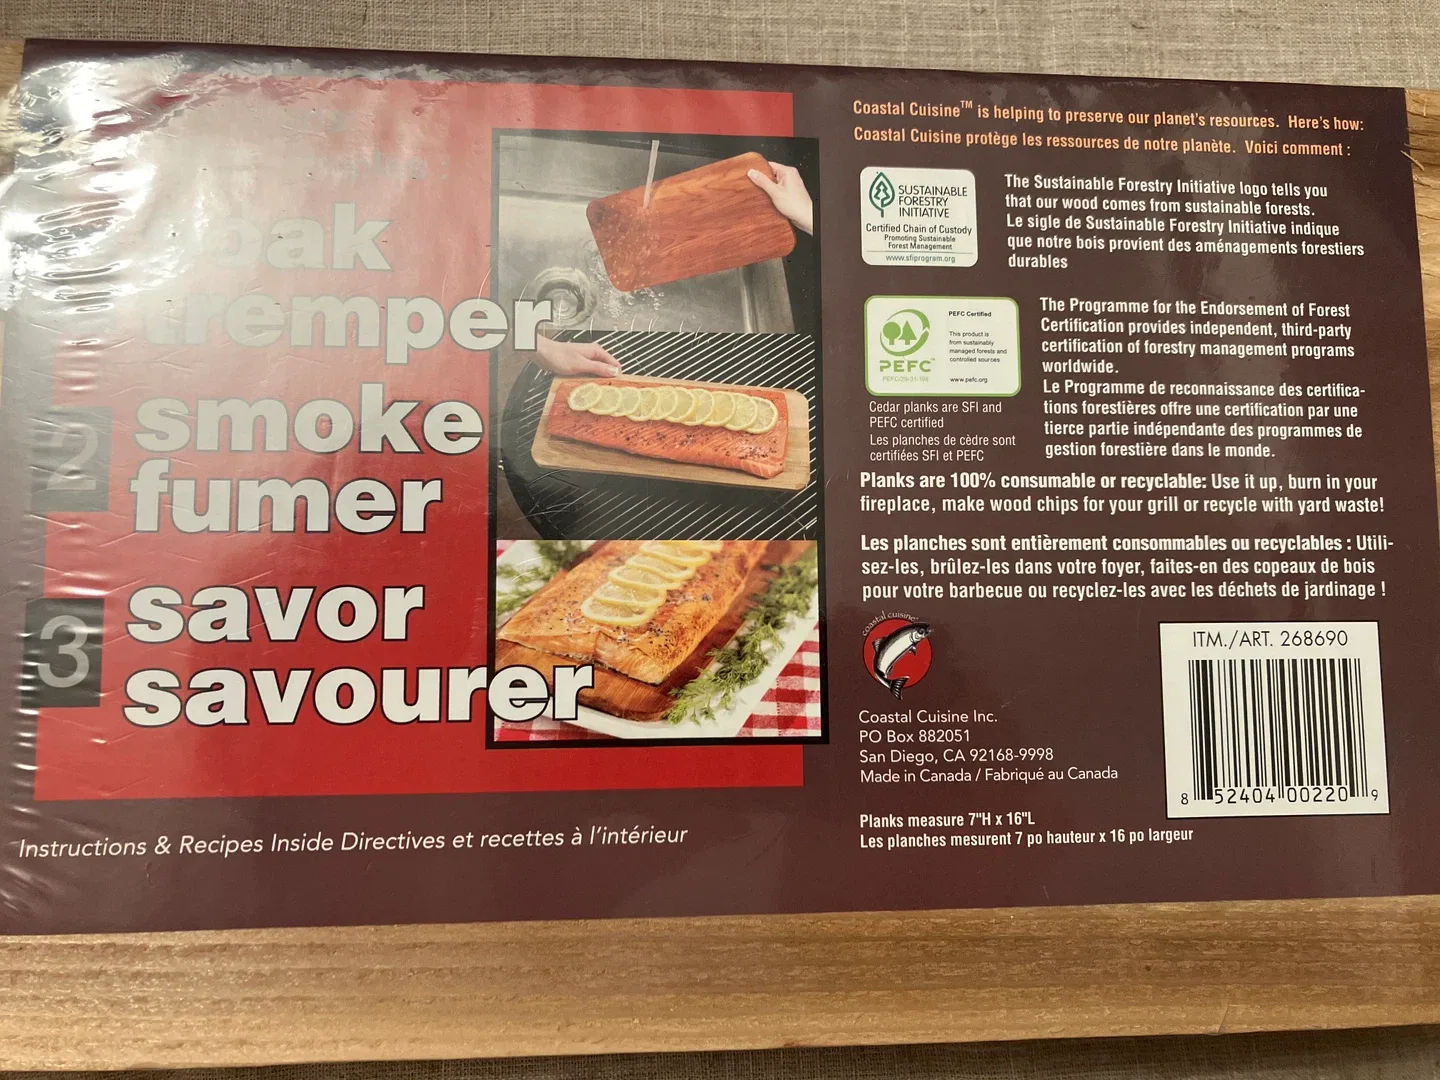 soak
tremper
2
smoke
fumer
3
savor
savourer
Instructions & Recipes Inside Directives et recettes à l'intérieur
Coastal Cuisine™ is helping to preserve our planet's resources. Here's how:
Coastal Cuisine protège les ressources de notre planète. Voici comment :
SUSTAINABLE
FORESTRY
INITIATIVE
Certified Chain of Custody
Promoting Sustainable
Forest Management
www.sfiprogram.org
The Sustainable Forestry Initiative logo tells you
that our wood comes from sustainable forests.
Le sigle de Sustainable Forestry Initiative indique
que notre bois provient des aménagements forestiers
durables
PEFC Certified
This product is
from sustainably
managed forests and
controlled sources
www.pefc.org
PEFC™
Cedar planks are SFI and
PEFC certified
Les planches de cèdre sont
certifiées SFI et PEFC
The Programme for the Endorsement of Forest
Certification provides independent, third-party
certification of forestry management programs
worldwide.
Le Programme de reconnaissance des certifica-
tions forestières offre une certification par une
tierce partie indépendante des programmes de
gestion forestière dans le monde.
Planks are 100% consumable or recyclable: Use it up, burn in your
fireplace, make wood chips for your grill or recycle with yard waste!
Les planches sont entièrement consommables ou recyclables : Utili-
sez-les, brûlez-les dans votre foyer, faites-en des copeaux de bois
pour votre barbecue ou recyclez-les avec les déchets de jardinage !
coastal cuisine
Coastal Cuisine Inc.
PO Box 882051
San Diego, CA 92168-9998
Made in Canada / Fabriqué au Canada
Planks measure 7"H x 16"L
Les planches mesurent 7 po hauteur x 16 po largeur
ITM./ART. 268690
8 52404 00220 9